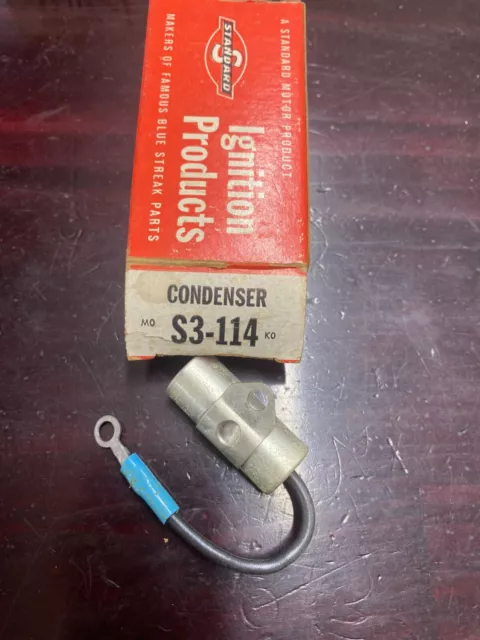 A STANDARD MOTOR PRODUCT
STANDARD
S
Ignition
Products
MAKERS OF FAMOUS BLUE STREAK PARTS
CONDENSER
MO S3-114 KO